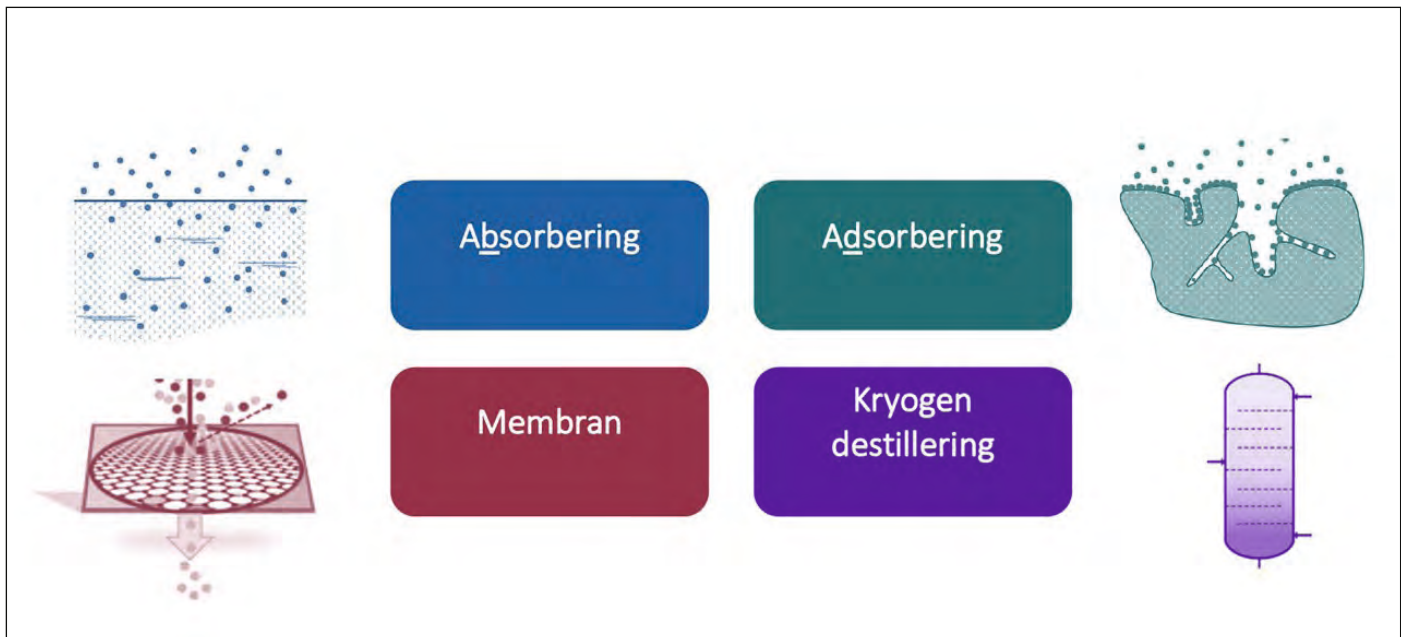 Absorbering
Adsorbering
Membran
Kryogen
destillering